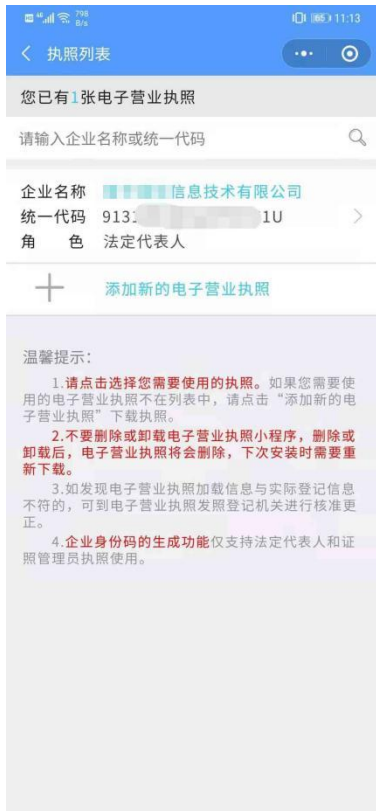 HD 4G 798 B/s 65 11:13
执照列表
您已有1张电子营业执照
请输入企业名称或统一代码
企业名称 信息技术有限公司
统一代码 9131 1U
角 色 法定代表人
添加新的电子营业执照
温馨提示:
1.请点击选择您需要使用的执照。如果您需要使
用的电子营业执照不在列表中，请点击“添加新的电
子营业执照”下载执照。
2.不要删除或卸载电子营业执照小程序，删除或
卸载后，电子营业执照将会删除，下次安装时需要重
新下载。
3.如发现电子营业执照加载信息与实际登记信息
不符的，可到电子营业执照发照登记机关进行核准更
正。
4.企业身份码的生成功能仅支持法定代表人和证
照管理员执照使用。